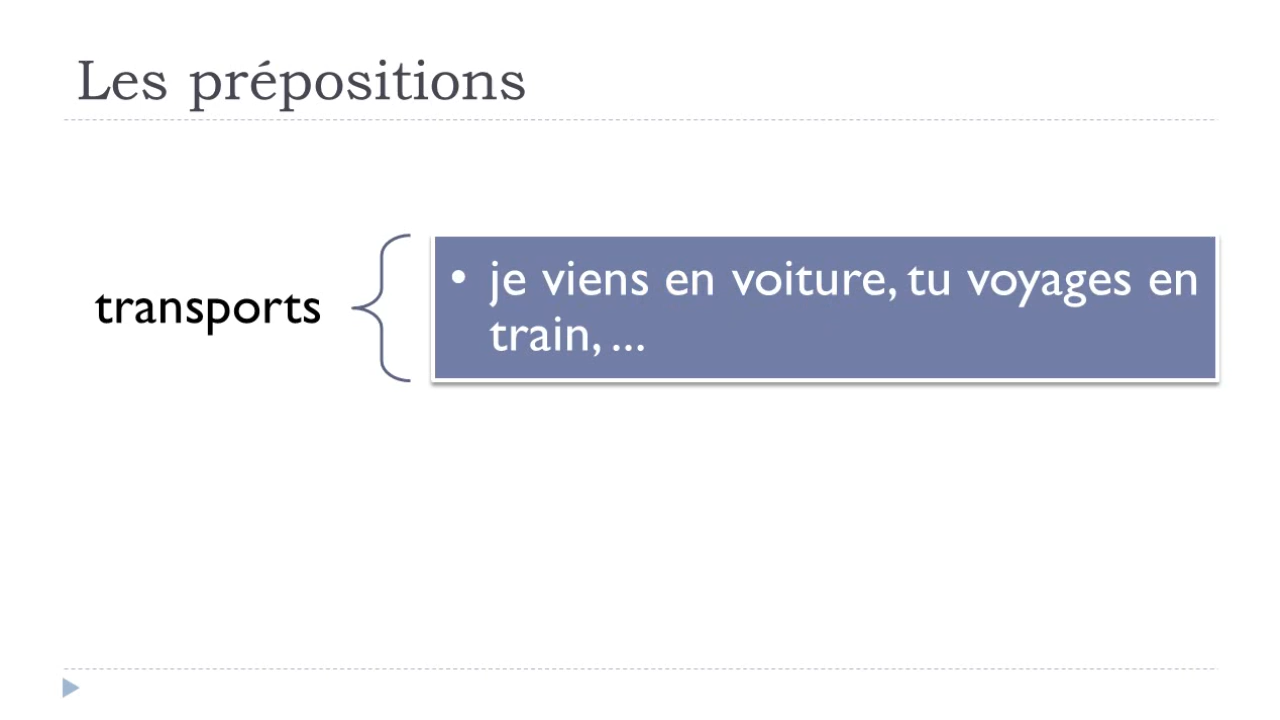 Les prépositions
transports
• je viens en voiture, tu voyages en
train, ...